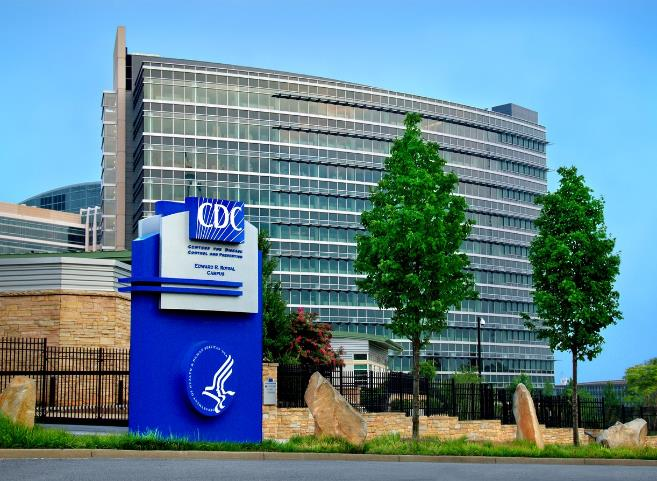 CDC
CENTERS FOR DISEASE
CONTROL AND PREVENTION
EDWARD R. ROYBAL
CAMPUS